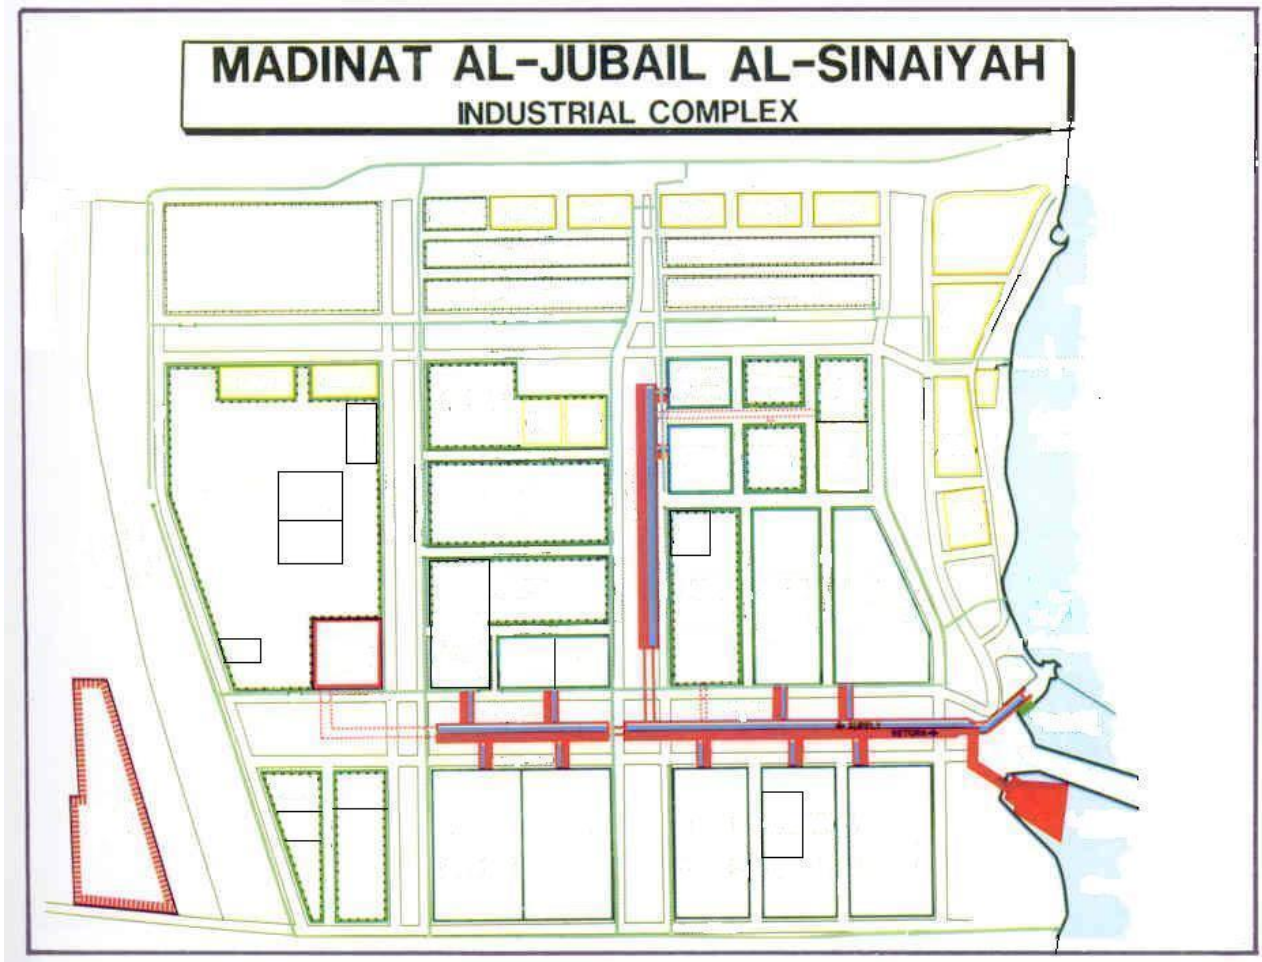 MADINAT AL-JUBAIL AL-SINAIYAH
INDUSTRIAL COMPLEX
← SUPPLY
RETURN →